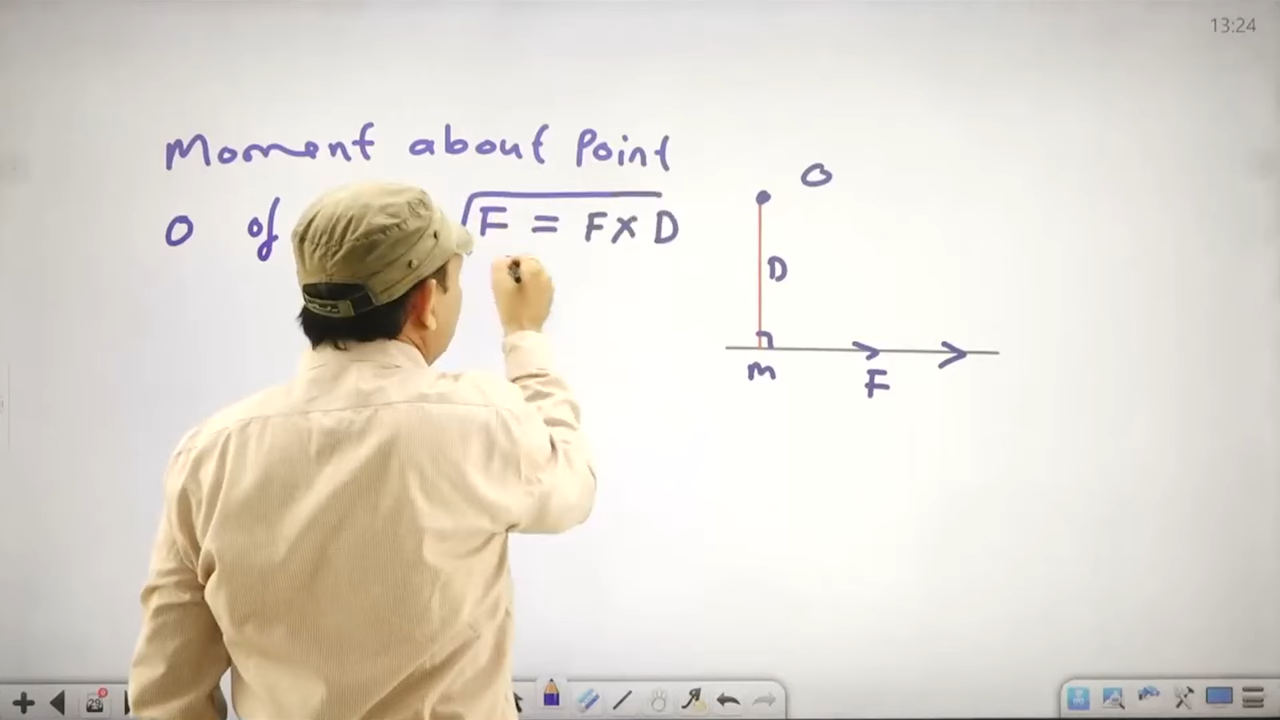 13:24
Moment about Point
O of F = F x D
O
D
m
F